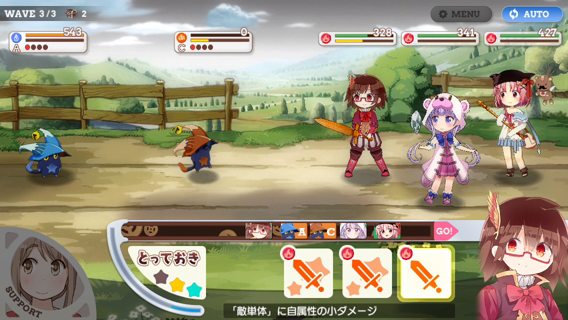 WAVE 3/3 2
MENU
AUTO
543
A
0
C
328
341
427
A C GO!
とっておき
SUPPORT
「敵単体」に自属性の小ダメージ